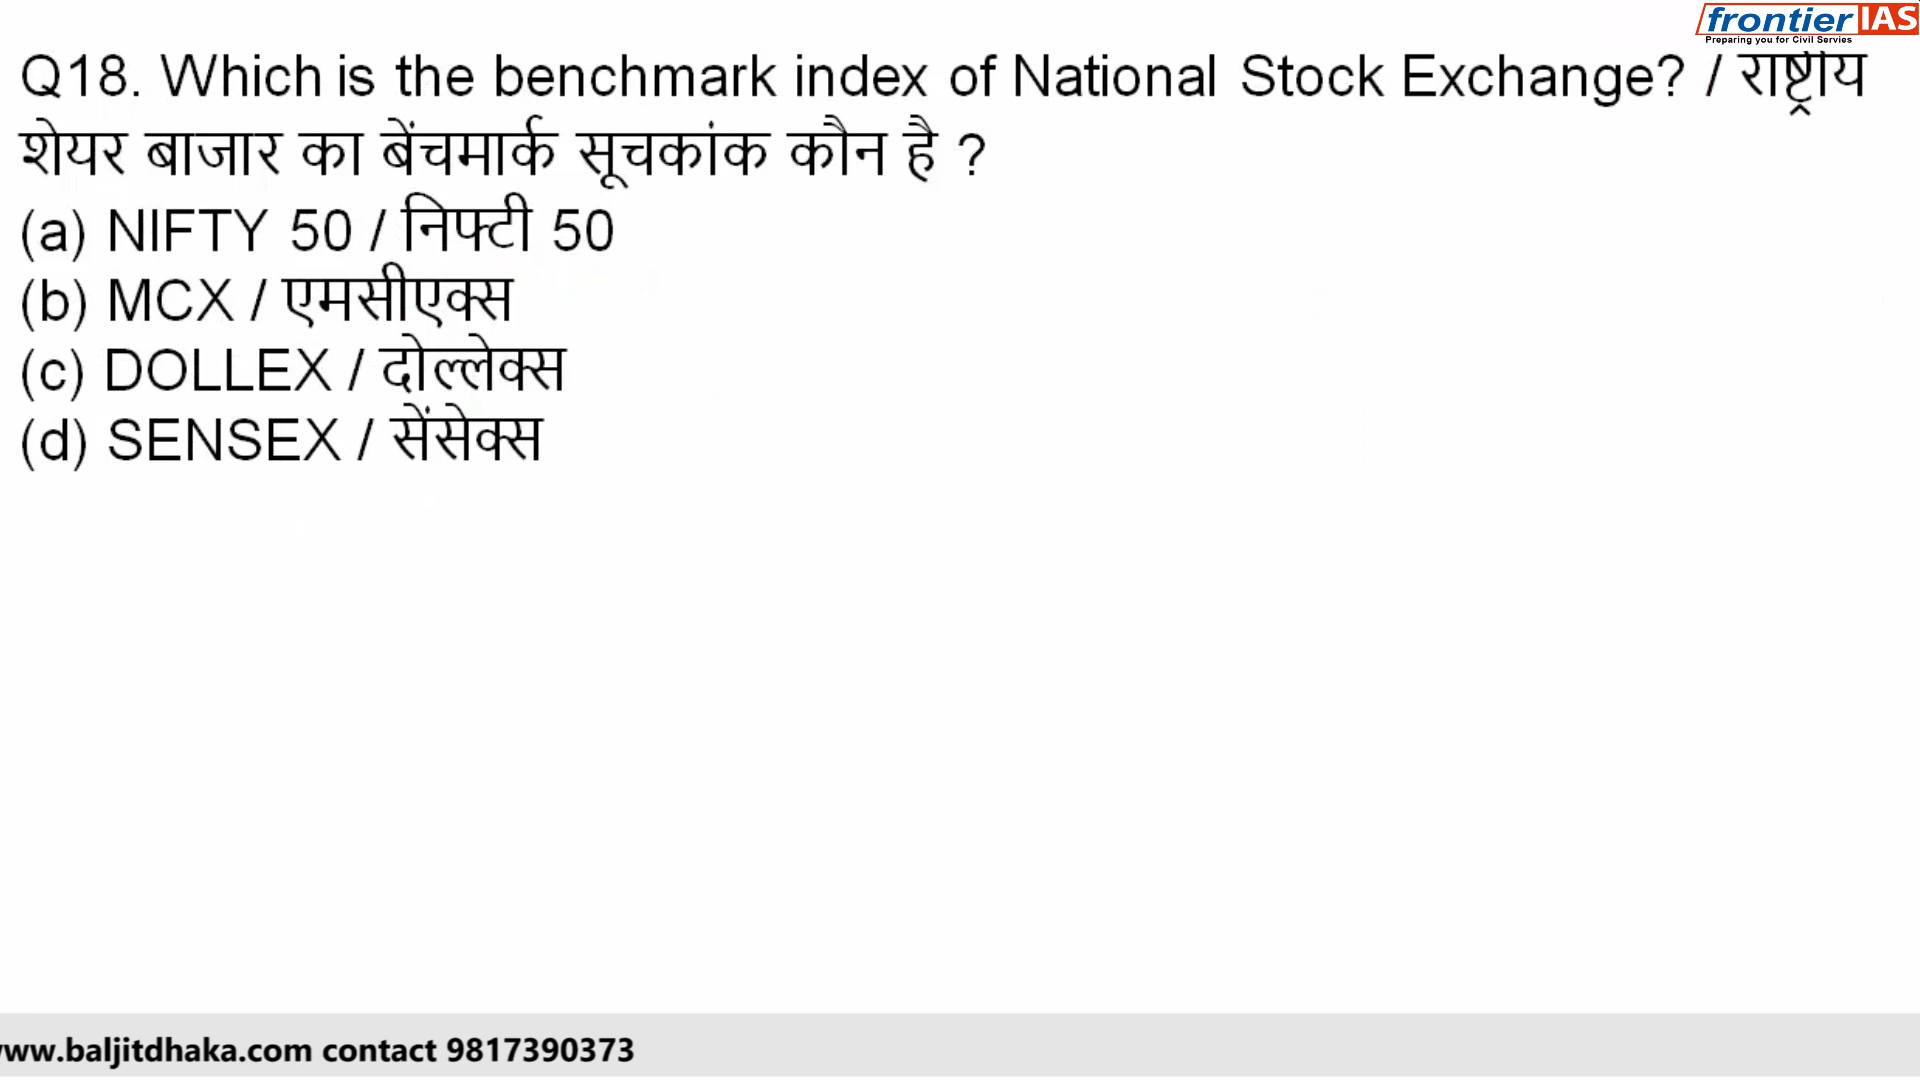 frontier IAS
Preparing you for Civil Servies
Q18. Which is the benchmark index of National Stock Exchange? / राष्ट्रीय
शेयर बाजार का बेंचमार्क सूचकांक कौन है ?
(a) NIFTY 50 / निफ्टी 50
(b) MCX / एमसीएक्स
(c) DOLLEX / दोल्लेक्स
(d) SENSEX / सेंसेक्स
www.baljitdhaka.com contact 9817390373